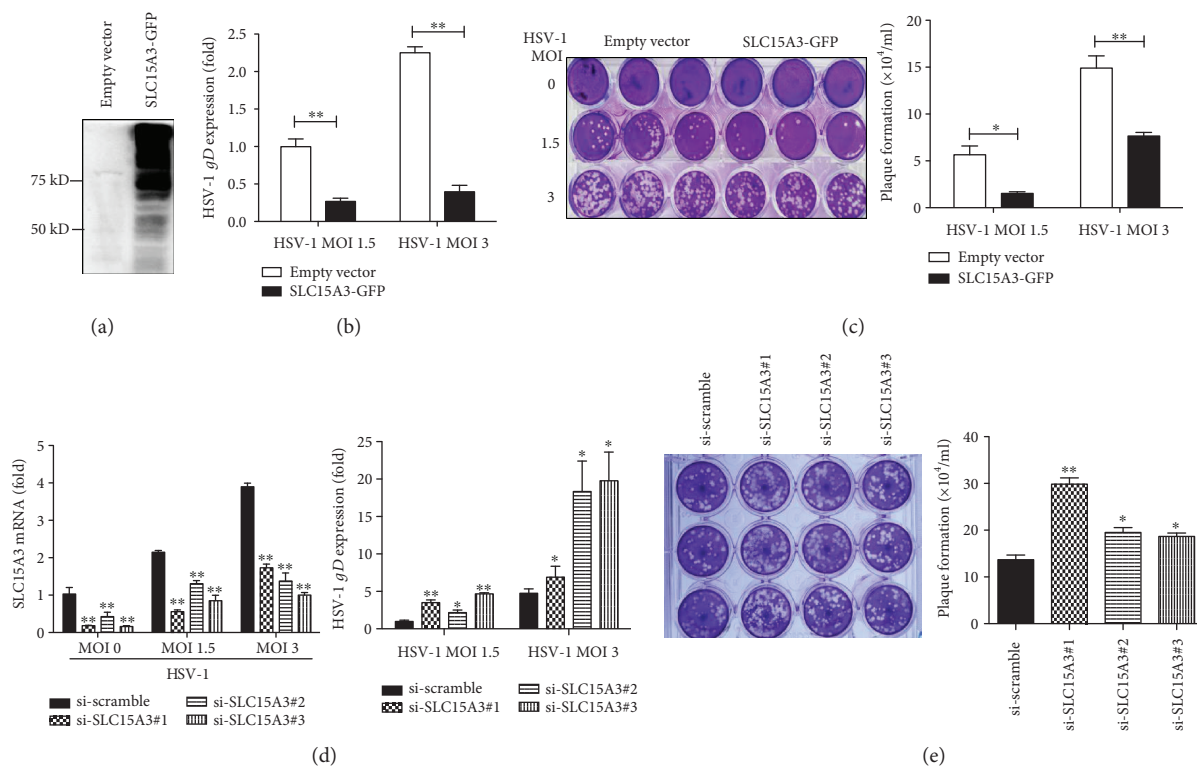 Empty vector
SLC15A3-GFP
75 kD
50 kD
(a)
HSV-1 gD expression (fold)
2.5
2.0
1.5
1.0
0.5
0.0
**
**
HSV-1 MOI 1.5
HSV-1 MOI 3
Empty vector
SLC15A3-GFP
(b)
HSV-1
MOI
Empty vector
SLC15A3-GFP
0
1.5
3
Plaque formation (×10⁴/ml)
20
15
10
5
0
*
**
HSV-1 MOI 1.5
HSV-1 MOI 3
Empty vector
SLC15A3-GFP
(c)
SLC15A3 mRNA (fold)
5
4
3
2
1
0
** ** **
** ** **
** ** **
MOI 0
MOI 1.5
MOI 3
HSV-1
si-scramble
si-SLC15A3#1
si-SLC15A3#2
si-SLC15A3#3
HSV-1 gD expression (fold)
25
20
15
10
5
0
** * **
* * *
HSV-1 MOI 1.5
HSV-1 MOI 3
si-scramble
si-SLC15A3#1
si-SLC15A3#2
si-SLC15A3#3
(d)
si-scramble
si-SLC15A3#1
si-SLC15A3#2
si-SLC15A3#3
Plaque formation (×10⁴/ml)
40
30
20
10
0
**
*
*
si-scramble
si-SLC15A3#1
si-SLC15A3#2
si-SLC15A3#3
(e)